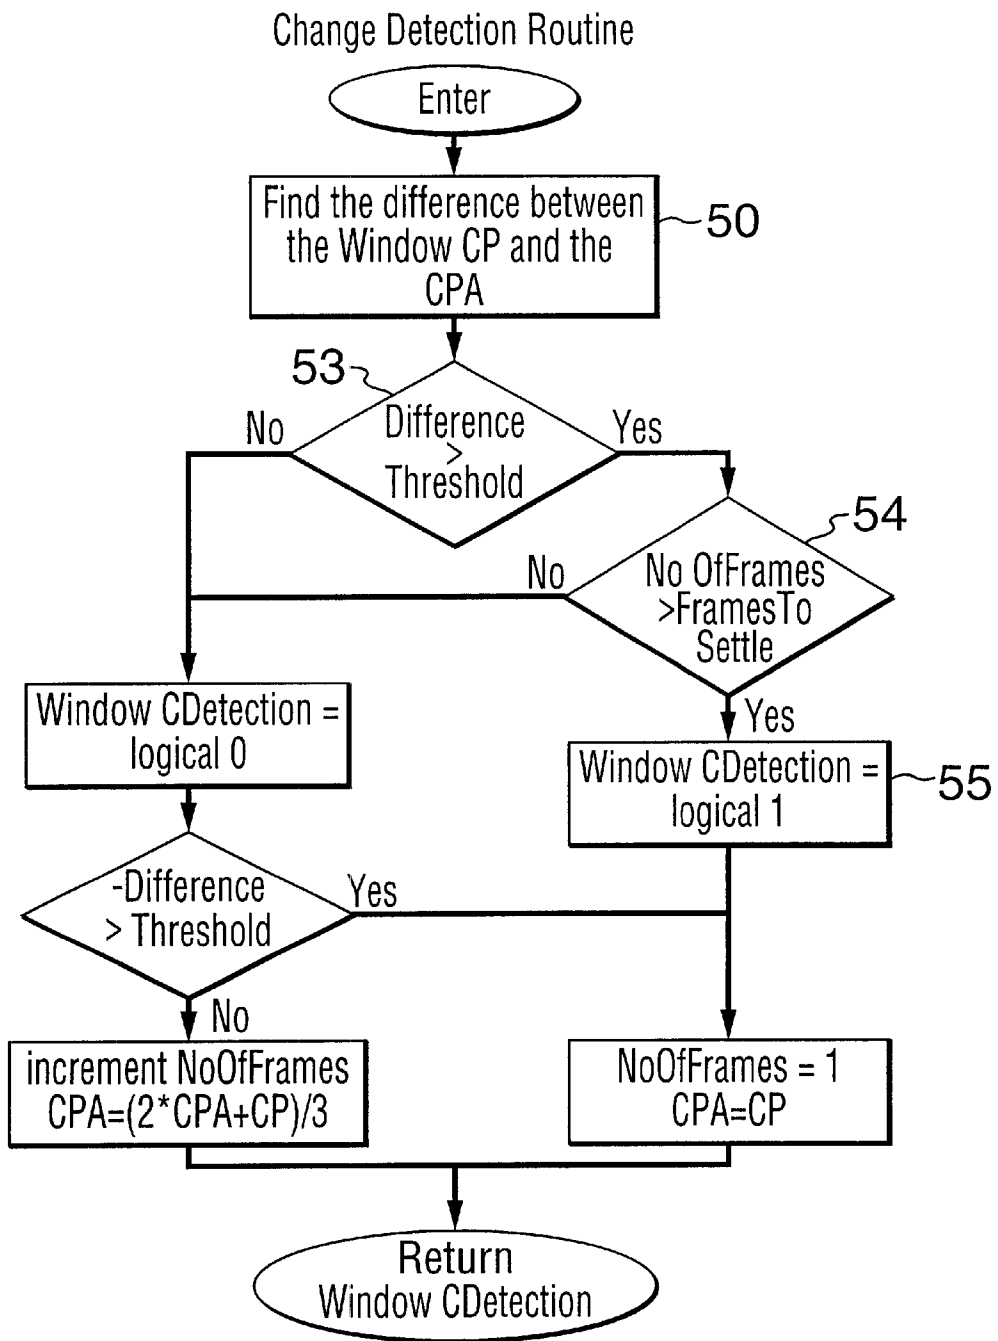 Change Detection Routine
Enter
Find the difference between
the Window CP and the
CPA
50
53
Difference
>
Threshold
No
Yes
54
No OfFrames
>FramesTo
Settle
No
Yes
Window CDetection =
logical 0
Window CDetection =
logical 1
55
-Difference
> Threshold
Yes
No
increment NoOfFrames
CPA=(2*CPA+CP)/3
NoOfFrames = 1
CPA=CP
Return
Window CDetection